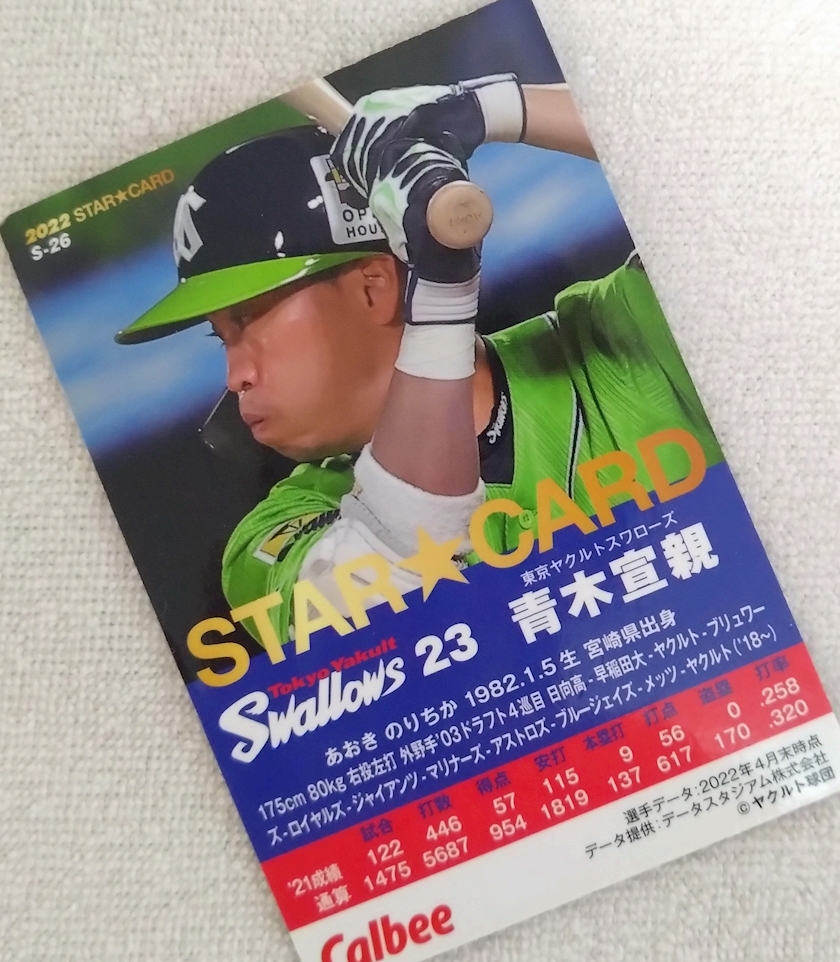 2022 STAR★CARD
S-26
OP
HOU
STAR★CARD
東京ヤクルトスワローズ
Tokyo Yakult
Swallows 23 青木宣親
あおき のりちか 1982.1.5生 宮崎県出身
175cm 80kg 右投左打 外野手 '03ドラフト4巡目 日向高-早稲田大-ヤクルト-ブリュワー
ズ-ロイヤルズ-ジャイアンツ-マリナーズ-アストロズ-ブルージェイズ-メッツ-ヤクルト('18~)
試合 打数 得点 安打 本塁打 打点 盗塁 打率
'21成績 122 446 57 115 9 56 0 .258
通算 1475 5687 954 1819 137 617 170 .320
選手データ:2022年4月末時点
データ提供:データスタジアム株式会社
©ヤクルト球団
Calbee